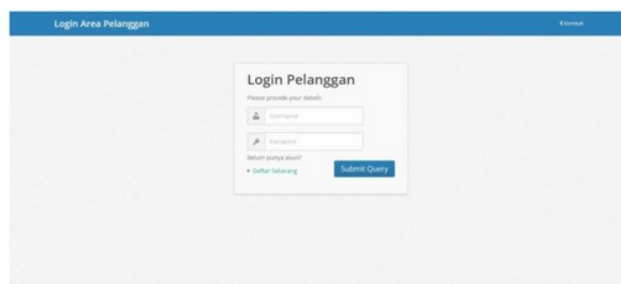 Login Area Pelanggan
Kembali
Login Pelanggan
Please provide your details
Username
Password
Belum punya akun?
Daftar Sekarang
Submit Query